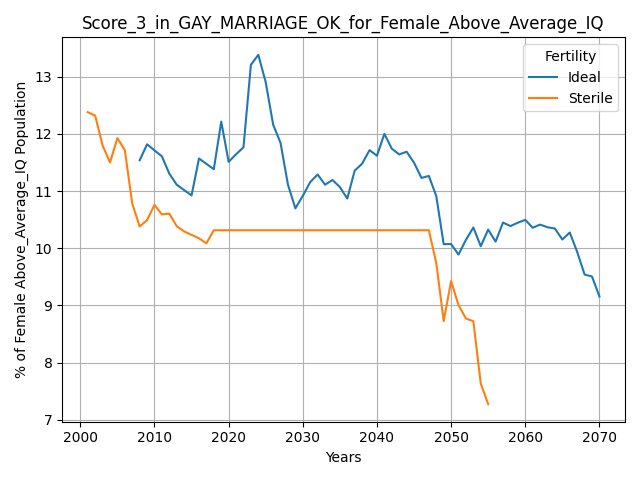 Score_3_in_GAY_MARRIAGE_OK_for_Female_Above_Average_IQ
Fertility
Ideal
Sterile
% of Female Above_Average_IQ Population
13
12
11
10
9
8
7
2000 2010 2020 2030 2040 2050 2060 2070
Years